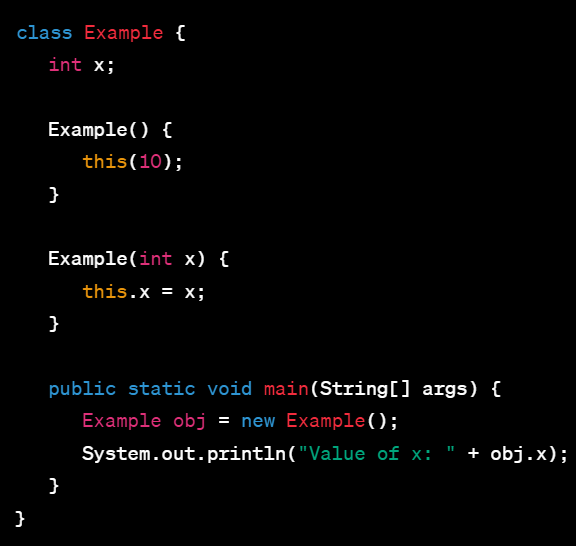 class Example {
int x;
Example() {
this(10);
}
Example(int x) {
this.x = x;
}
public static void main(String[] args) {
Example obj = new Example();
System.out.println("Value of x: " + obj.x);
}
}